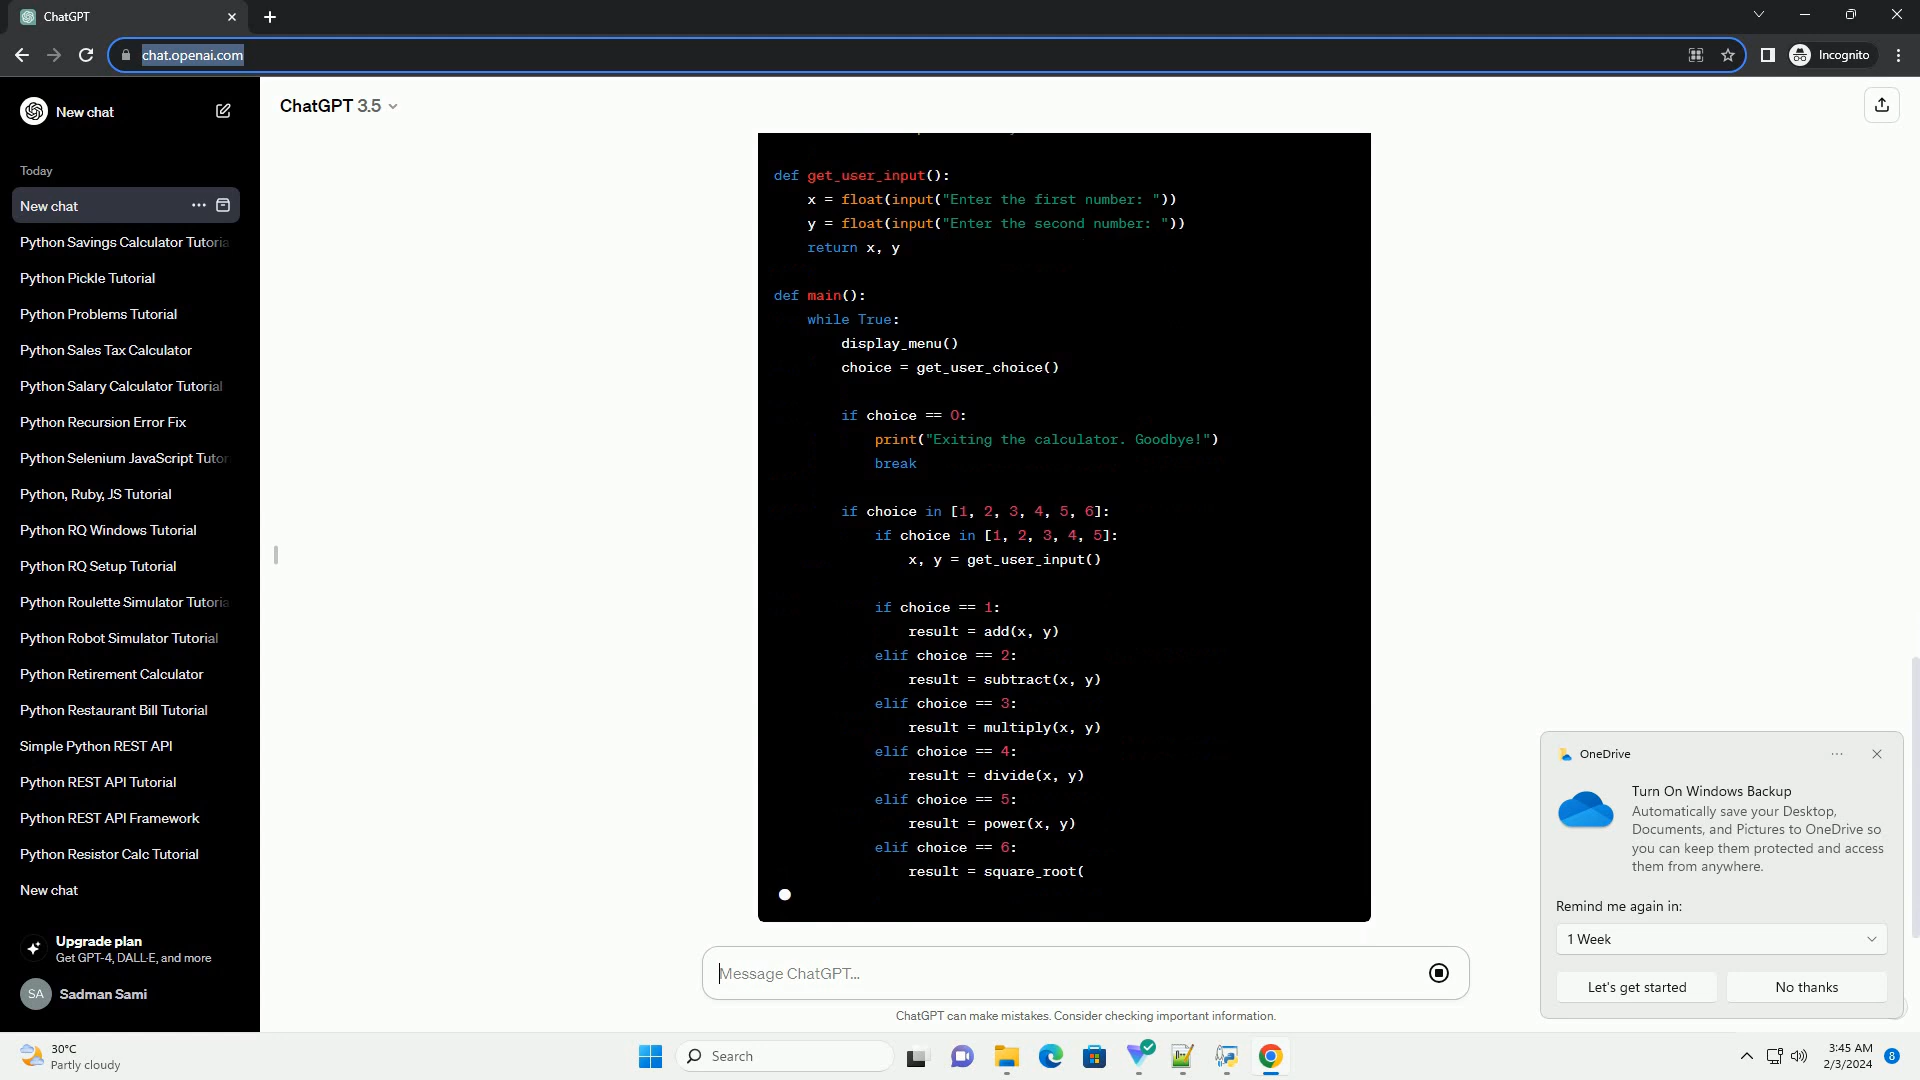 ChatGPT
chat.openai.com
Incognito
New chat
Today
New chat
Python Savings Calculator Tutoria
Python Pickle Tutorial
Python Problems Tutorial
Python Sales Tax Calculator
Python Salary Calculator Tutorial
Python Recursion Error Fix
Python Selenium JavaScript Tutor
Python, Ruby, JS Tutorial
Python RQ Windows Tutorial
Python RQ Setup Tutorial
Python Roulette Simulator Tutoria
Python Robot Simulator Tutorial
Python Retirement Calculator
Python Restaurant Bill Tutorial
Simple Python REST API
Python REST API Tutorial
Python REST API Framework
Python Resistor Calc Tutorial
New chat
Upgrade plan
Get GPT-4, DALL·E, and more
SA
Sadman Sami
ChatGPT 3.5
def get_user_input():
x = float(input("Enter the first number: "))
y = float(input("Enter the second number: "))
return x, y
def main():
while True:
display_menu()
choice = get_user_choice()
if choice == 0:
print("Exiting the calculator. Goodbye!")
break
if choice in [1, 2, 3, 4, 5, 6]:
if choice in [1, 2, 3, 4, 5]:
x, y = get_user_input()
if choice == 1:
result = add(x, y)
elif choice == 2:
result = subtract(x, y)
elif choice == 3:
result = multiply(x, y)
elif choice == 4:
result = divide(x, y)
elif choice == 5:
result = power(x, y)
elif choice == 6:
result = square_root(
Message ChatGPT...
ChatGPT can make mistakes. Consider checking important information.
OneDrive
Turn On Windows Backup
Automatically save your Desktop,
Documents, and Pictures to OneDrive so
you can keep them protected and access
them from anywhere.
Remind me again in:
1 Week
Let's get started
No thanks
30°C
Partly cloudy
Search
3:45 AM
2/3/2024
8